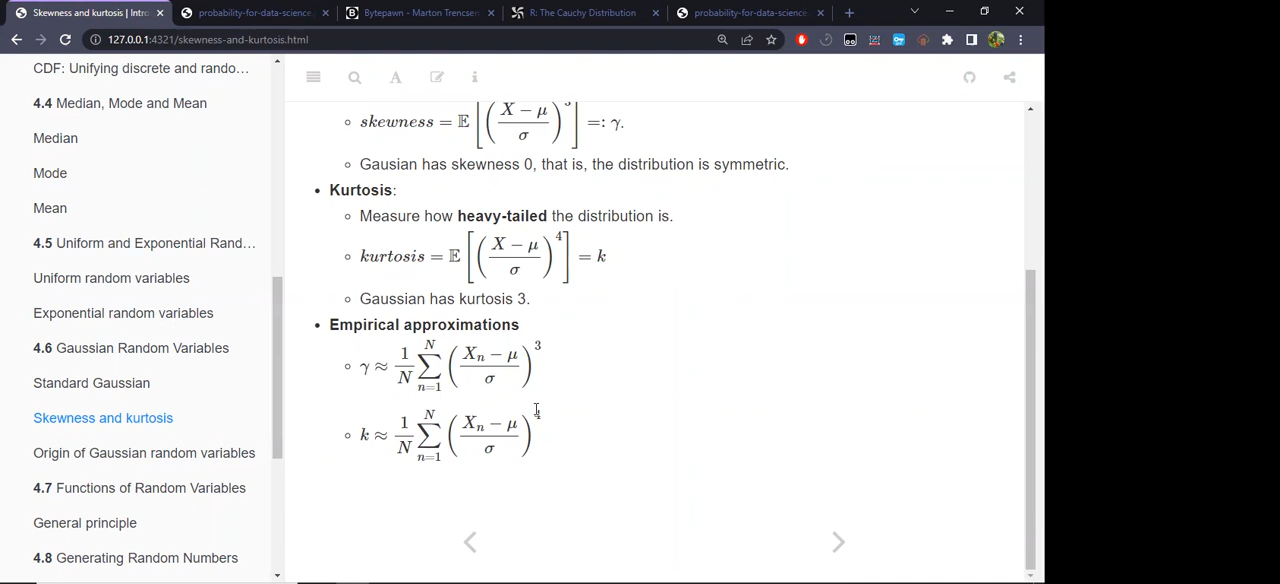 Skewness and kurtosis | Intro
probability-for-data-science.
Bytepawn - Marton Trencsen
R: The Cauchy Distribution
probability-for-data-science.
127.0.0.1:4321/skewness-and-kurtosis.html
CDF: Unifying discrete and rando…
4.4 Median, Mode and Mean
Median
Mode
Mean
4.5 Uniform and Exponential Rand…
Uniform random variables
Exponential random variables
4.6 Gaussian Random Variables
Standard Gaussian
Skewness and kurtosis
Origin of Gaussian random variables
4.7 Functions of Random Variables
General principle
4.8 Generating Random Numbers
skewness = 𝔼[((X − μ)/σ)^3] =: γ.
Gausian has skewness 0, that is, the distribution is symmetric.
Kurtosis:
Measure how heavy-tailed the distribution is.
kurtosis = 𝔼[((X − μ)/σ)^4] = k
Gaussian has kurtosis 3.
Empirical approximations
γ ≈ 1/N ∑_{n=1}^{N} ((X_n − μ)/σ)^3
k ≈ 1/N ∑_{n=1}^{N} ((X_n − μ)/σ)^4